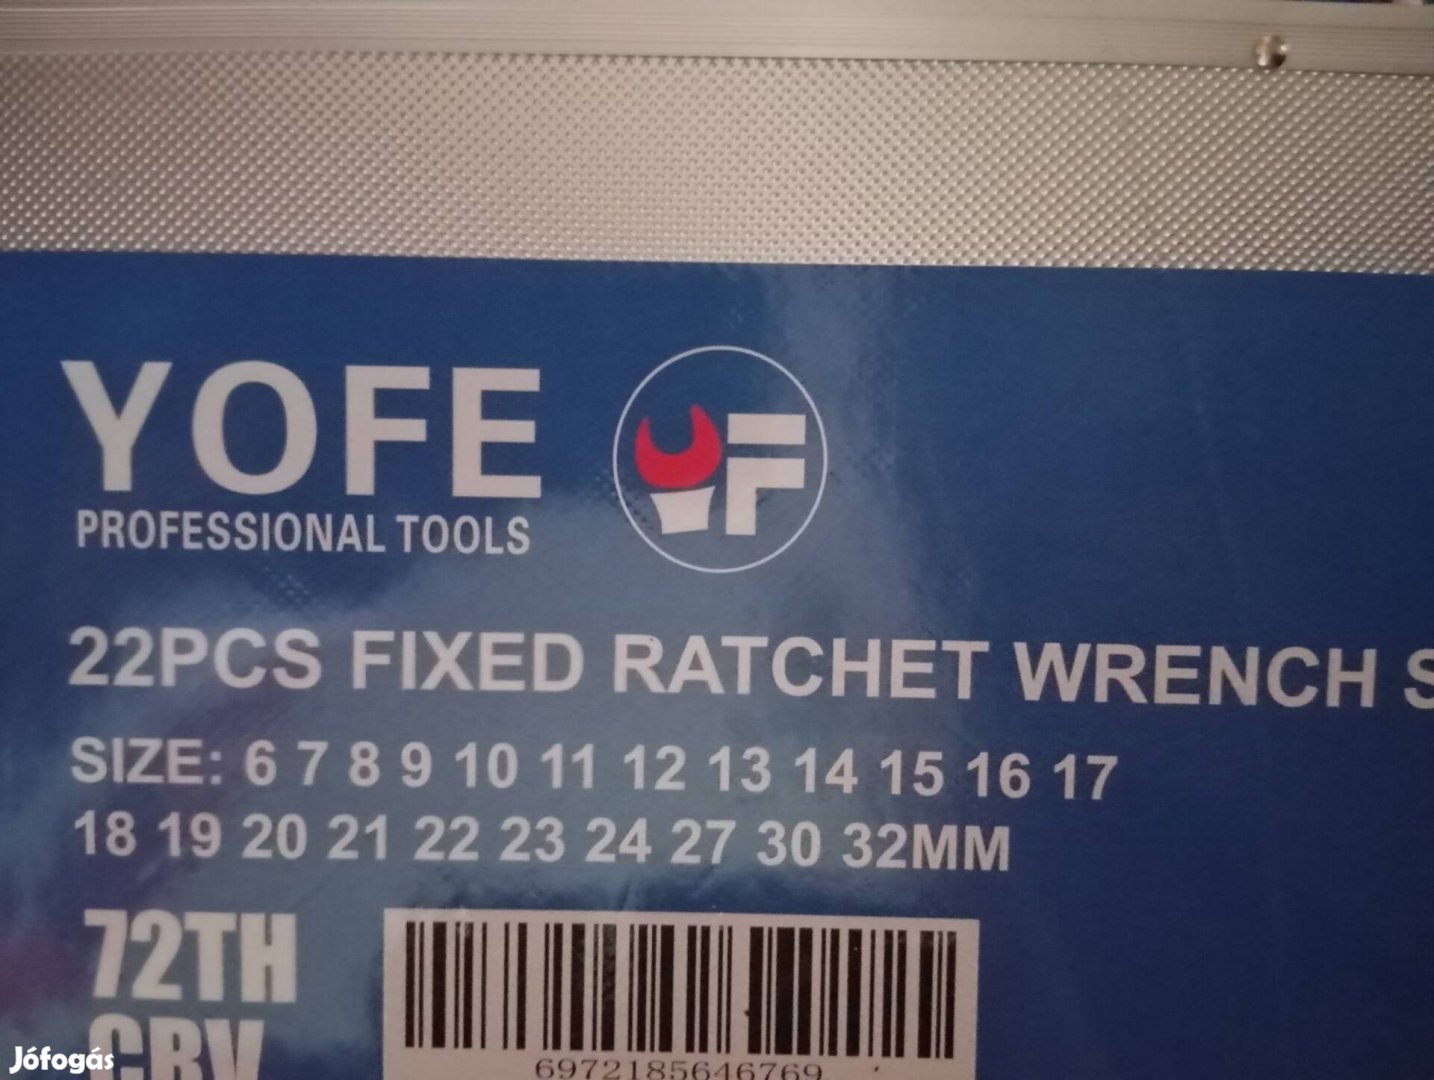 YOFE
PROFESSIONAL TOOLS
22PCS FIXED RATCHET WRENCH S
SIZE: 6 7 8 9 10 11 12 13 14 15 16 17
18 19 20 21 22 23 24 27 30 32MM
72TH
CRV
6972185646769
Jófogás